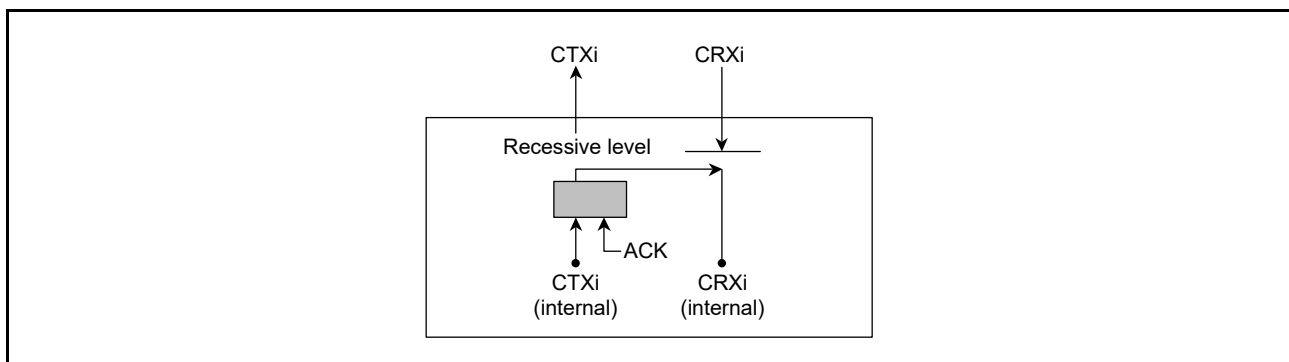 CTXi CRXi
Recessive level
ACK
CTXi CRXi
(internal) (internal)